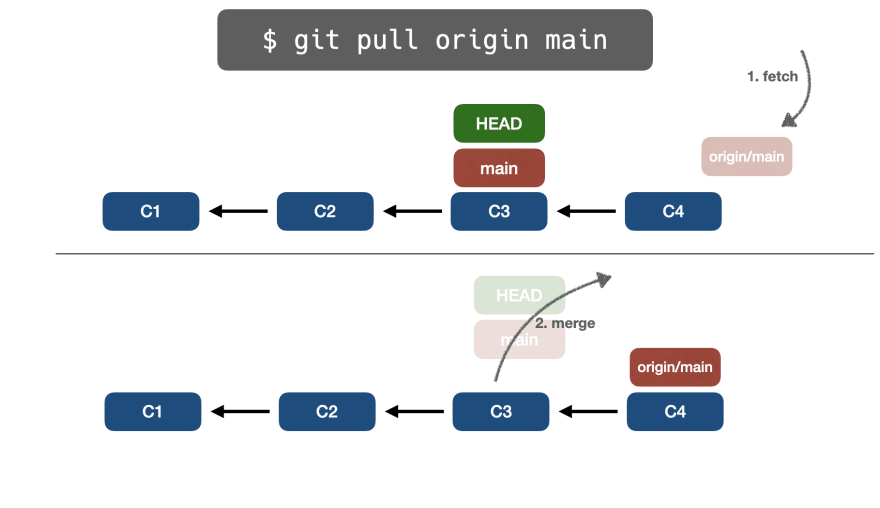 $ git pull origin main
1. fetch
HEAD
origin/main
main
C1
C2
C3
C4
HEAD
2. merge
main
origin/main
C1
C2
C3
C4